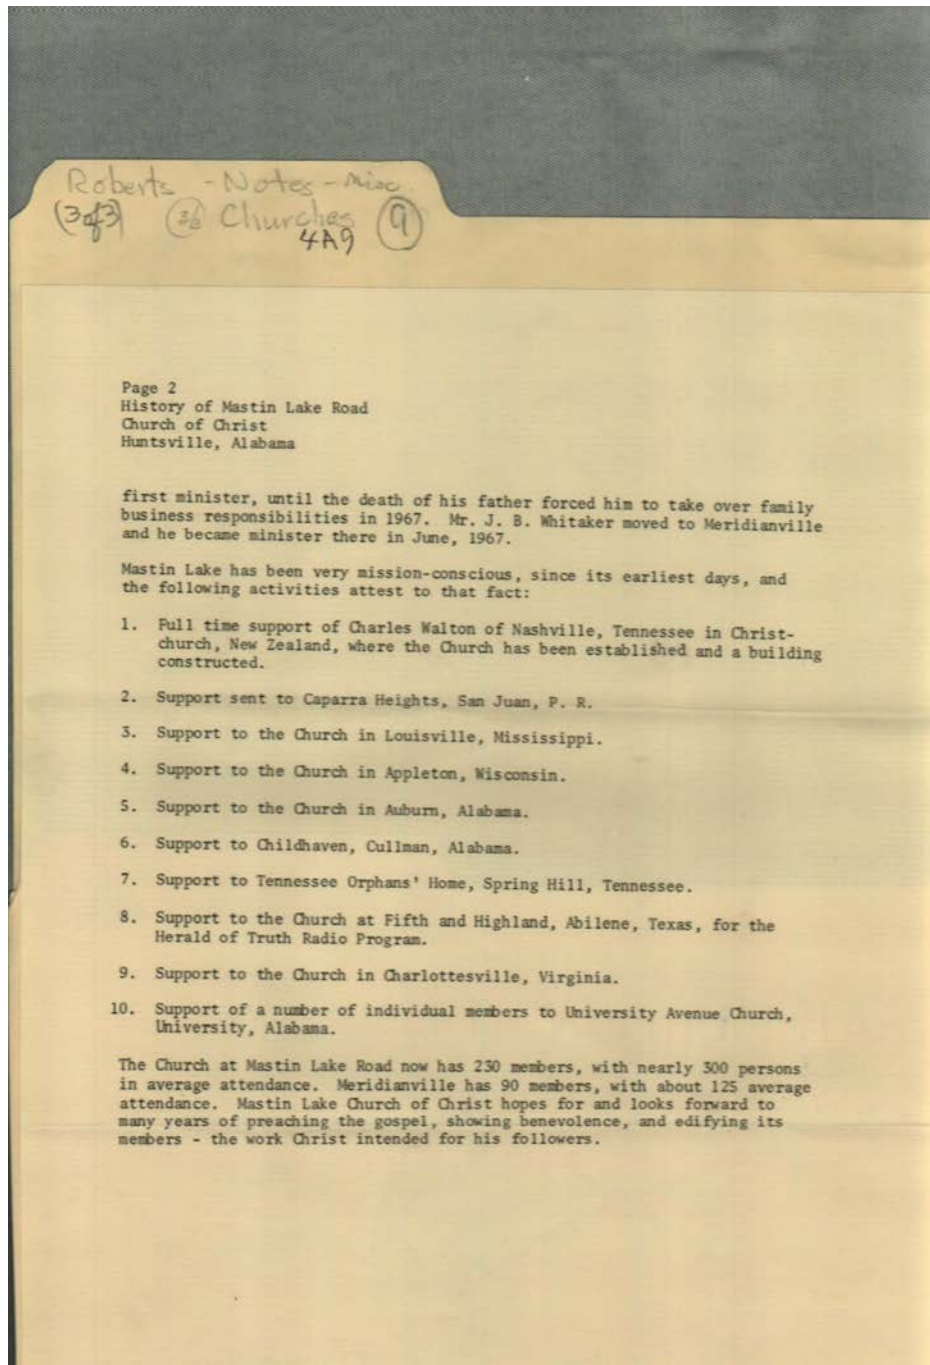 Roberts - Notes - Misc.
(3 of 3) Churches 9
4A9
Page 2
History of Mastin Lake Road
Church of Christ
Huntsville, Alabama
first minister, until the death of his father forced him to take over family
business responsibilities in 1967. Mr. J. B. Whitaker moved to Meridianville
and he became minister there in June, 1967.
Mastin Lake has been very mission-conscious, since its earliest days, and
the following activities attest to that fact:
1. Full time support of Charles Walton of Nashville, Tennessee in Christ-
church, New Zealand, where the Church has been established and a building
constructed.
2. Support sent to Caparra Heights, San Juan, P. R.
3. Support to the Church in Louisville, Mississippi.
4. Support to the Church in Appleton, Wisconsin.
5. Support to the Church in Auburn, Alabama.
6. Support to Childhaven, Cullman, Alabama.
7. Support to Tennessee Orphans' Home, Spring Hill, Tennessee.
8. Support to the Church at Fifth and Highland, Abilene, Texas, for the
Herald of Truth Radio Program.
9. Support to the Church in Charlottesville, Virginia.
10. Support of a number of individual members to University Avenue Church,
University, Alabama.
The Church at Mastin Lake Road now has 230 members, with nearly 300 persons
in average attendance. Meridianville has 90 members, with about 125 average
attendance. Mastin Lake Church of Christ hopes for and looks forward to
many years of preaching the gospel, showing benevolence, and edifying its
members - the work Christ intended for his followers.